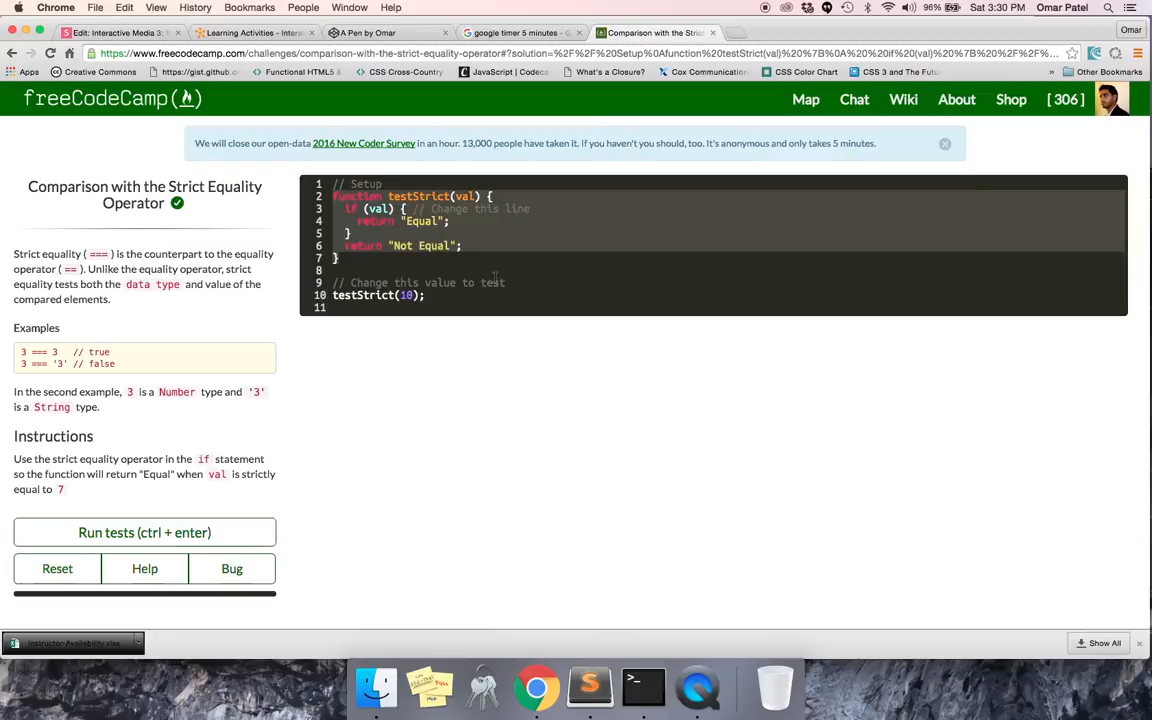 Chrome File Edit View History Bookmarks People Window Help 96% Sat 3:30 PM Omar Patel
Edit: Interactive Media 3: Learning Activities - Intera A Pen by Omar google timer 5 minutes - G Comparison with the Strict Omar
https://www.freecodecamp.com/challenges/comparison-with-the-strict-equality-operator#?solution=%2F%2F%20Setup%0Afunction%20testStrict(val)%20%7B%0A%20%20if%20(val)%20%7B%20%2F%2F%20C...
Apps Creative Commons https://gist.github.co Functional HTML5 & CSS Cross-Country JavaScript | Codeca What's a Closure? Cox Communication CSS Color Chart CSS 3 and The Futu » Other Bookmarks
freeCodeCamp( ) Map Chat Wiki About Shop [ 306 ]
We will close our open-data 2016 New Coder Survey in an hour. 13,000 people have taken it. If you haven't you should, too. It's anonymous and only takes 5 minutes.
Comparison with the Strict Equality
Operator
Strict equality ( === ) is the counterpart to the equality
operator ( == ). Unlike the equality operator, strict
equality tests both the data type and value of the
compared elements.
Examples
3 === 3 // true
3 === '3' // false
In the second example, 3 is a Number type and '3'
is a String type.
Instructions
Use the strict equality operator in the if statement
so the function will return "Equal" when val is strictly
equal to 7
Run tests (ctrl + enter)
Reset Help Bug
1 // Setup
2 function testStrict(val) {
3 if (val) { // Change this line
4 return "Equal";
5 }
6 return "Not Equal";
7 }
8
9 // Change this value to test
10 testStrict(10);
11
Instructor-Availability.xlsx Show All